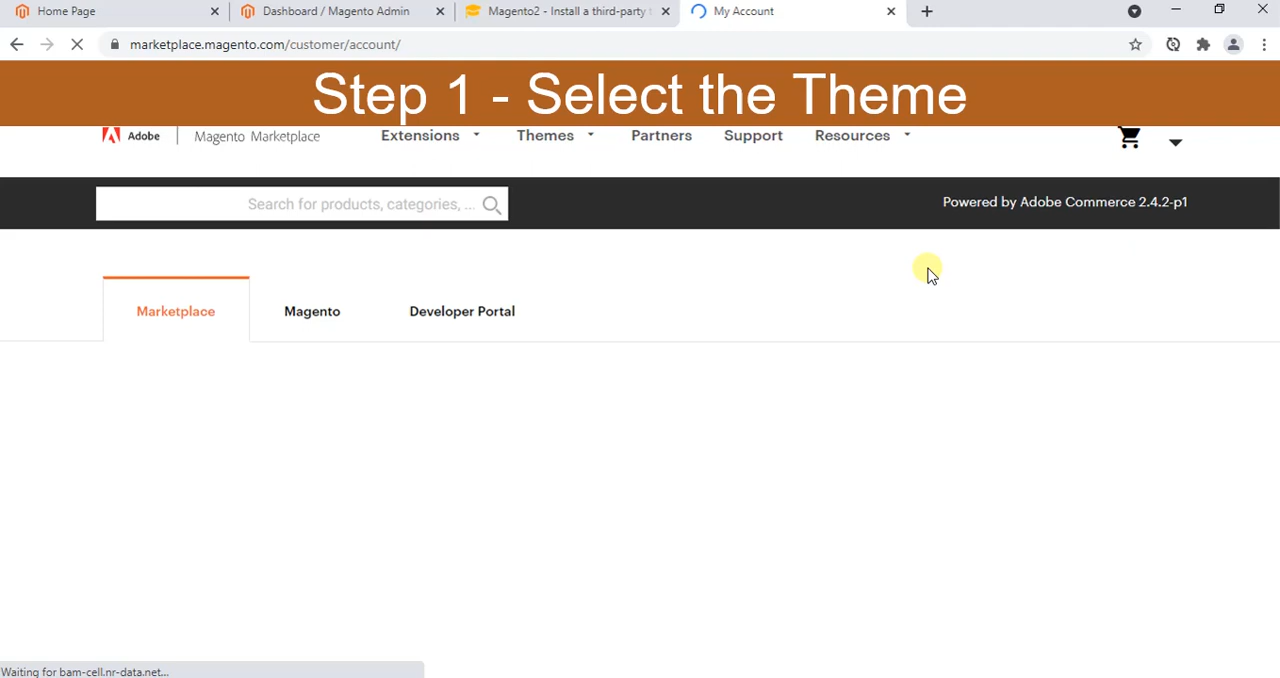 Home Page
Dashboard / Magento Admin
Magento2 - Install a third-party
My Account
marketplace.magento.com/customer/account/
Step 1 - Select the Theme
Adobe
Magento Marketplace
Extensions
Themes
Partners
Support
Resources
Search for products, categories, ...
Powered by Adobe Commerce 2.4.2-p1
Marketplace
Magento
Developer Portal
Waiting for bam-cell.nr-data.net...